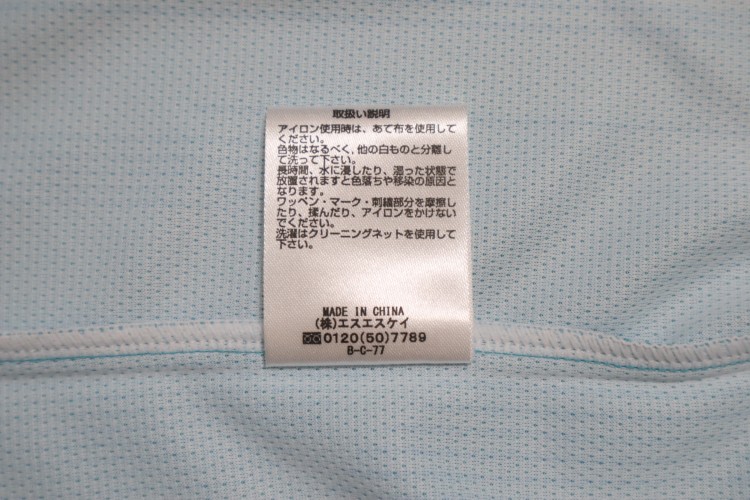 取扱い説明
アイロン使用時は、あて布を使用して
ください。
色物はなるべく、他の白ものと分離し
て洗って下さい。
長時間、水に浸したり、湿った状態で
放置されますと色落ちや移染の原因と
なります。
ワッペン・マーク・刺繍部分を摩擦し
たり、揉んだり、アイロンをかけない
でください。
洗濯はクリーニングネットを使用して
下さい。
MADE IN CHINA
(株)エスエスケイ
0120(50)7789
B-C-77